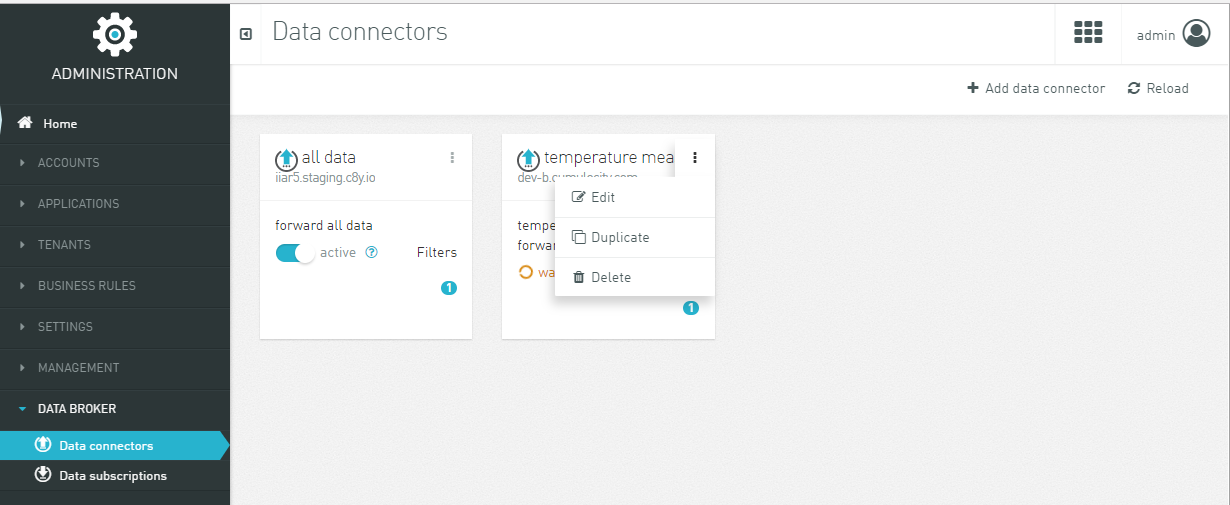 ADMINISTRATION
Home
ACCOUNTS
APPLICATIONS
TENANTS
BUSINESS RULES
SETTINGS
MANAGEMENT
DATA BROKER
Data connectors
Data subscriptions
Data connectors
admin
Add data connector
Reload
all data
iiar5.staging.c8y.io
forward all data
active
Filters
1
temperature mea
dev-b.cumulocity.com
tempe
forwar
wa
1
Edit
Duplicate
Delete